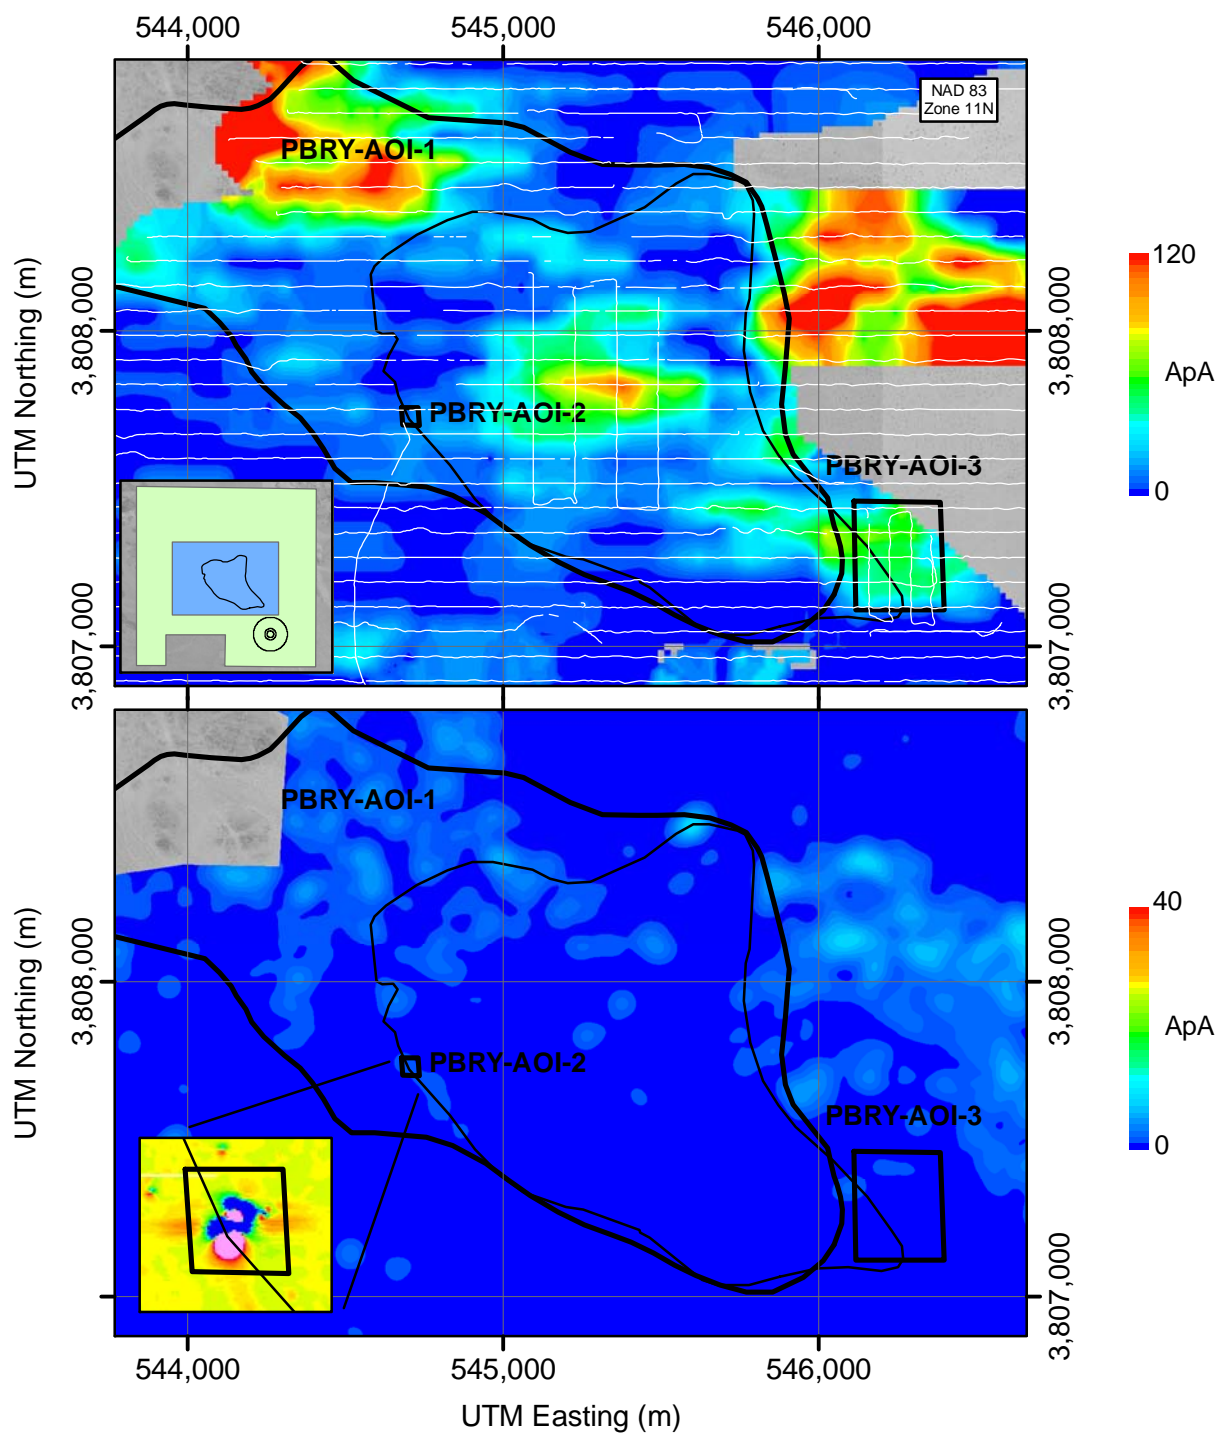 544,000
545,000
546,000
NAD 83
Zone 11N
PBRY-AOI-1
PBRY-AOI-2
PBRY-AOI-3
UTM Northing (m)
3,808,000
3,807,000
3,808,000
3,807,000
120
ApA
0
PBRY-AOI-1
PBRY-AOI-2
PBRY-AOI-3
UTM Northing (m)
3,808,000
3,807,000
3,808,000
3,807,000
40
ApA
0
544,000
545,000
546,000
UTM Easting (m)